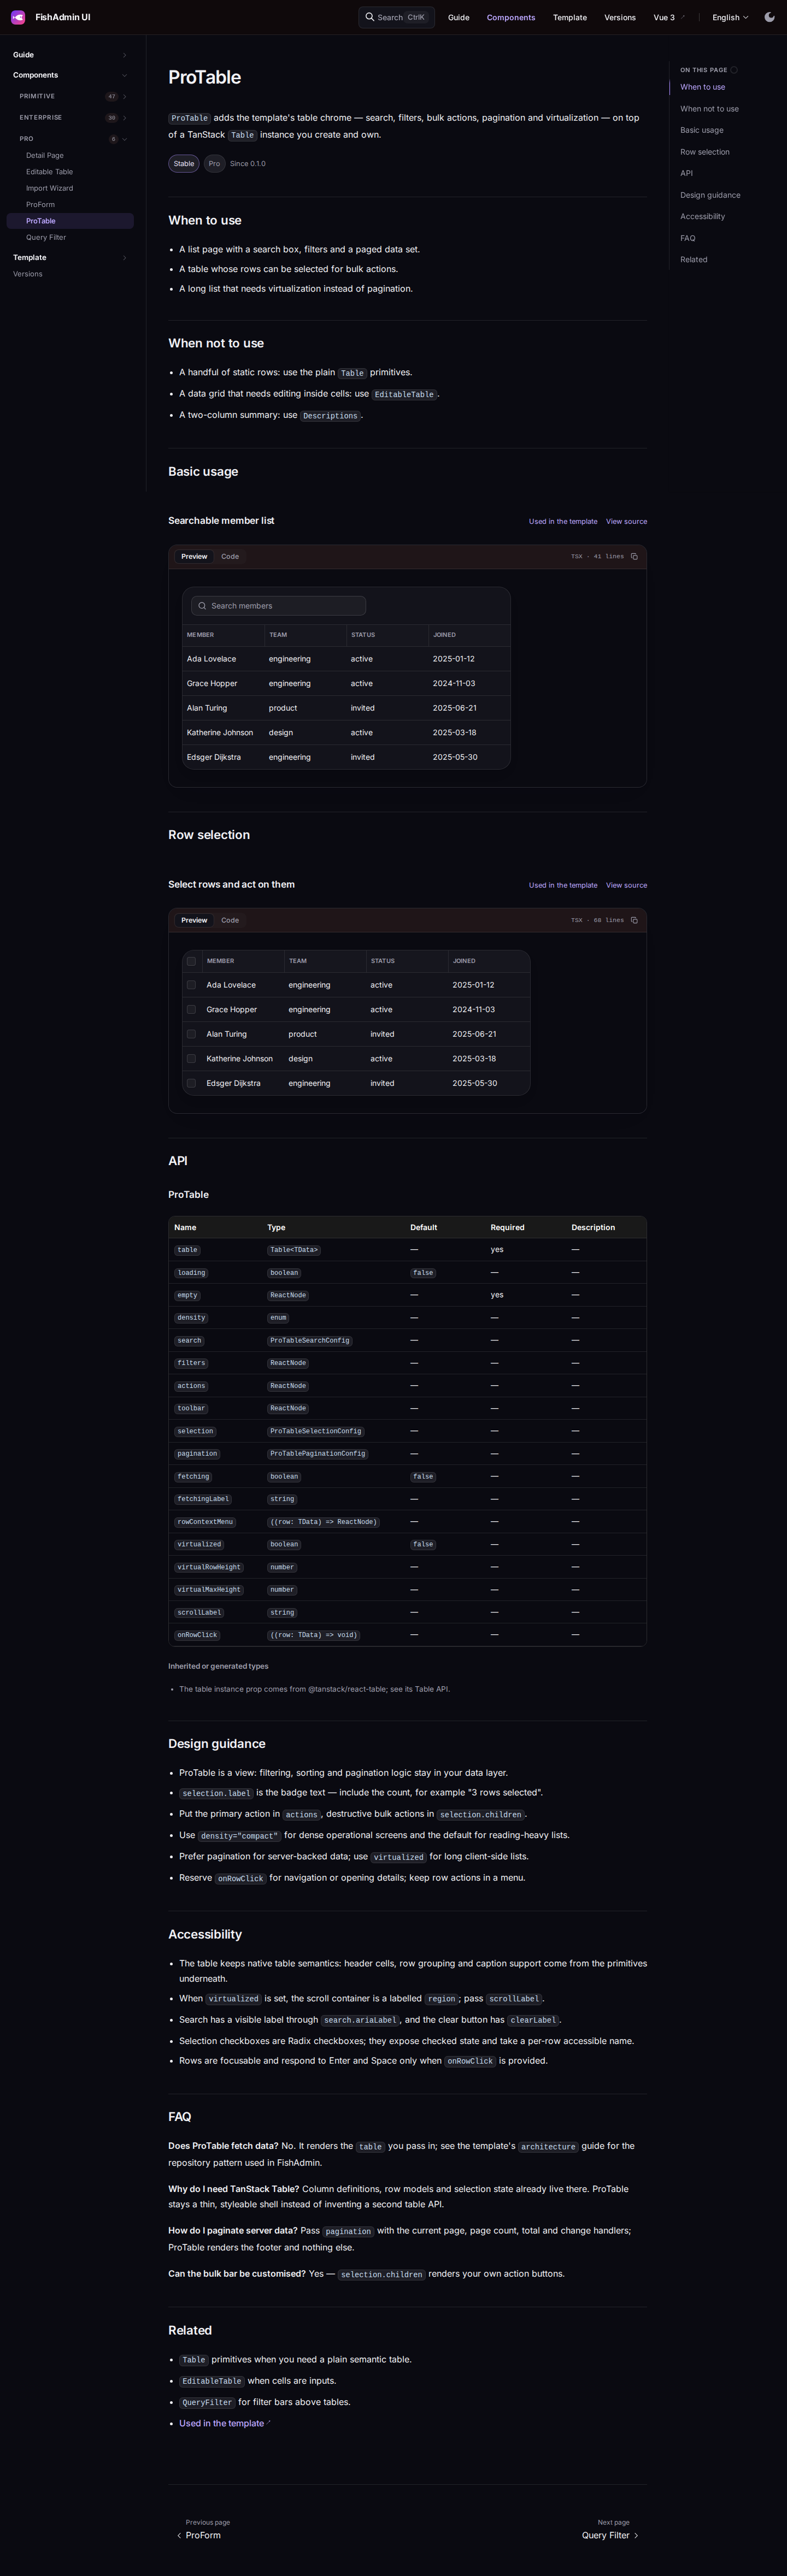 FishAdmin UI
Search CtrlK
Guide
Components
Template
Versions
Vue 3 ↗
English
Guide
Components
PRIMITIVE 47
ENTERPRISE 30
PRO 6
Detail Page
Editable Table
Import Wizard
ProForm
ProTable
Query Filter
Template
Versions
ON THIS PAGE
When to use
When not to use
Basic usage
Row selection
API
Design guidance
Accessibility
FAQ
Related
ProTable
ProTable adds the template's table chrome — search, filters, bulk actions, pagination and virtualization — on top
of a TanStack Table instance you create and own.
Stable Pro Since 0.1.0
When to use
• A list page with a search box, filters and a paged data set.
• A table whose rows can be selected for bulk actions.
• A long list that needs virtualization instead of pagination.
When not to use
• A handful of static rows: use the plain Table primitives.
• A data grid that needs editing inside cells: use EditableTable.
• A two-column summary: use Descriptions.
Basic usage
Searchable member list Used in the template View source
Preview Code TSX · 41 lines
Search members
MEMBER TEAM STATUS JOINED
Ada Lovelace engineering active 2025-01-12
Grace Hopper engineering active 2024-11-03
Alan Turing product invited 2025-06-21
Katherine Johnson design active 2025-03-18
Edsger Dijkstra engineering invited 2025-05-30
Row selection
Select rows and act on them Used in the template View source
Preview Code TSX · 60 lines
MEMBER TEAM STATUS JOINED
Ada Lovelace engineering active 2025-01-12
Grace Hopper engineering active 2024-11-03
Alan Turing product invited 2025-06-21
Katherine Johnson design active 2025-03-18
Edsger Dijkstra engineering invited 2025-05-30
API
ProTable
Name Type Default Required Description
table Table<TData> — yes —
loading boolean false — —
empty ReactNode — yes —
density enum — — —
search ProTableSearchConfig — — —
filters ReactNode — — —
actions ReactNode — — —
toolbar ReactNode — — —
selection ProTableSelectionConfig — — —
pagination ProTablePaginationConfig — — —
fetching boolean false — —
fetchingLabel string — — —
rowContextMenu ((row: TData) => ReactNode) — — —
virtualized boolean false — —
virtualRowHeight number — — —
virtualMaxHeight number — — —
scrollLabel string — — —
onRowClick ((row: TData) => void) — — —
Inherited or generated types
• The table instance prop comes from @tanstack/react-table; see its Table API.
Design guidance
• ProTable is a view: filtering, sorting and pagination logic stay in your data layer.
• selection.label is the badge text — include the count, for example "3 rows selected".
• Put the primary action in actions, destructive bulk actions in selection.children.
• Use density="compact" for dense operational screens and the default for reading-heavy lists.
• Prefer pagination for server-backed data; use virtualized for long client-side lists.
• Reserve onRowClick for navigation or opening details; keep row actions in a menu.
Accessibility
• The table keeps native table semantics: header cells, row grouping and caption support come from the primitives
underneath.
• When virtualized is set, the scroll container is a labelled region; pass scrollLabel.
• Search has a visible label through search.ariaLabel, and the clear button has clearLabel.
• Selection checkboxes are Radix checkboxes; they expose checked state and take a per-row accessible name.
• Rows are focusable and respond to Enter and Space only when onRowClick is provided.
FAQ
Does ProTable fetch data? No. It renders the table you pass in; see the template's architecture guide for the
repository pattern used in FishAdmin.
Why do I need TanStack Table? Column definitions, row models and selection state already live there. ProTable
stays a thin, styleable shell instead of inventing a second table API.
How do I paginate server data? Pass pagination with the current page, page count, total and change handlers;
ProTable renders the footer and nothing else.
Can the bulk bar be customised? Yes — selection.children renders your own action buttons.
Related
• Table primitives when you need a plain semantic table.
• EditableTable when cells are inputs.
• QueryFilter for filter bars above tables.
• Used in the template ↗
Previous page
ProForm
Next page
Query Filter